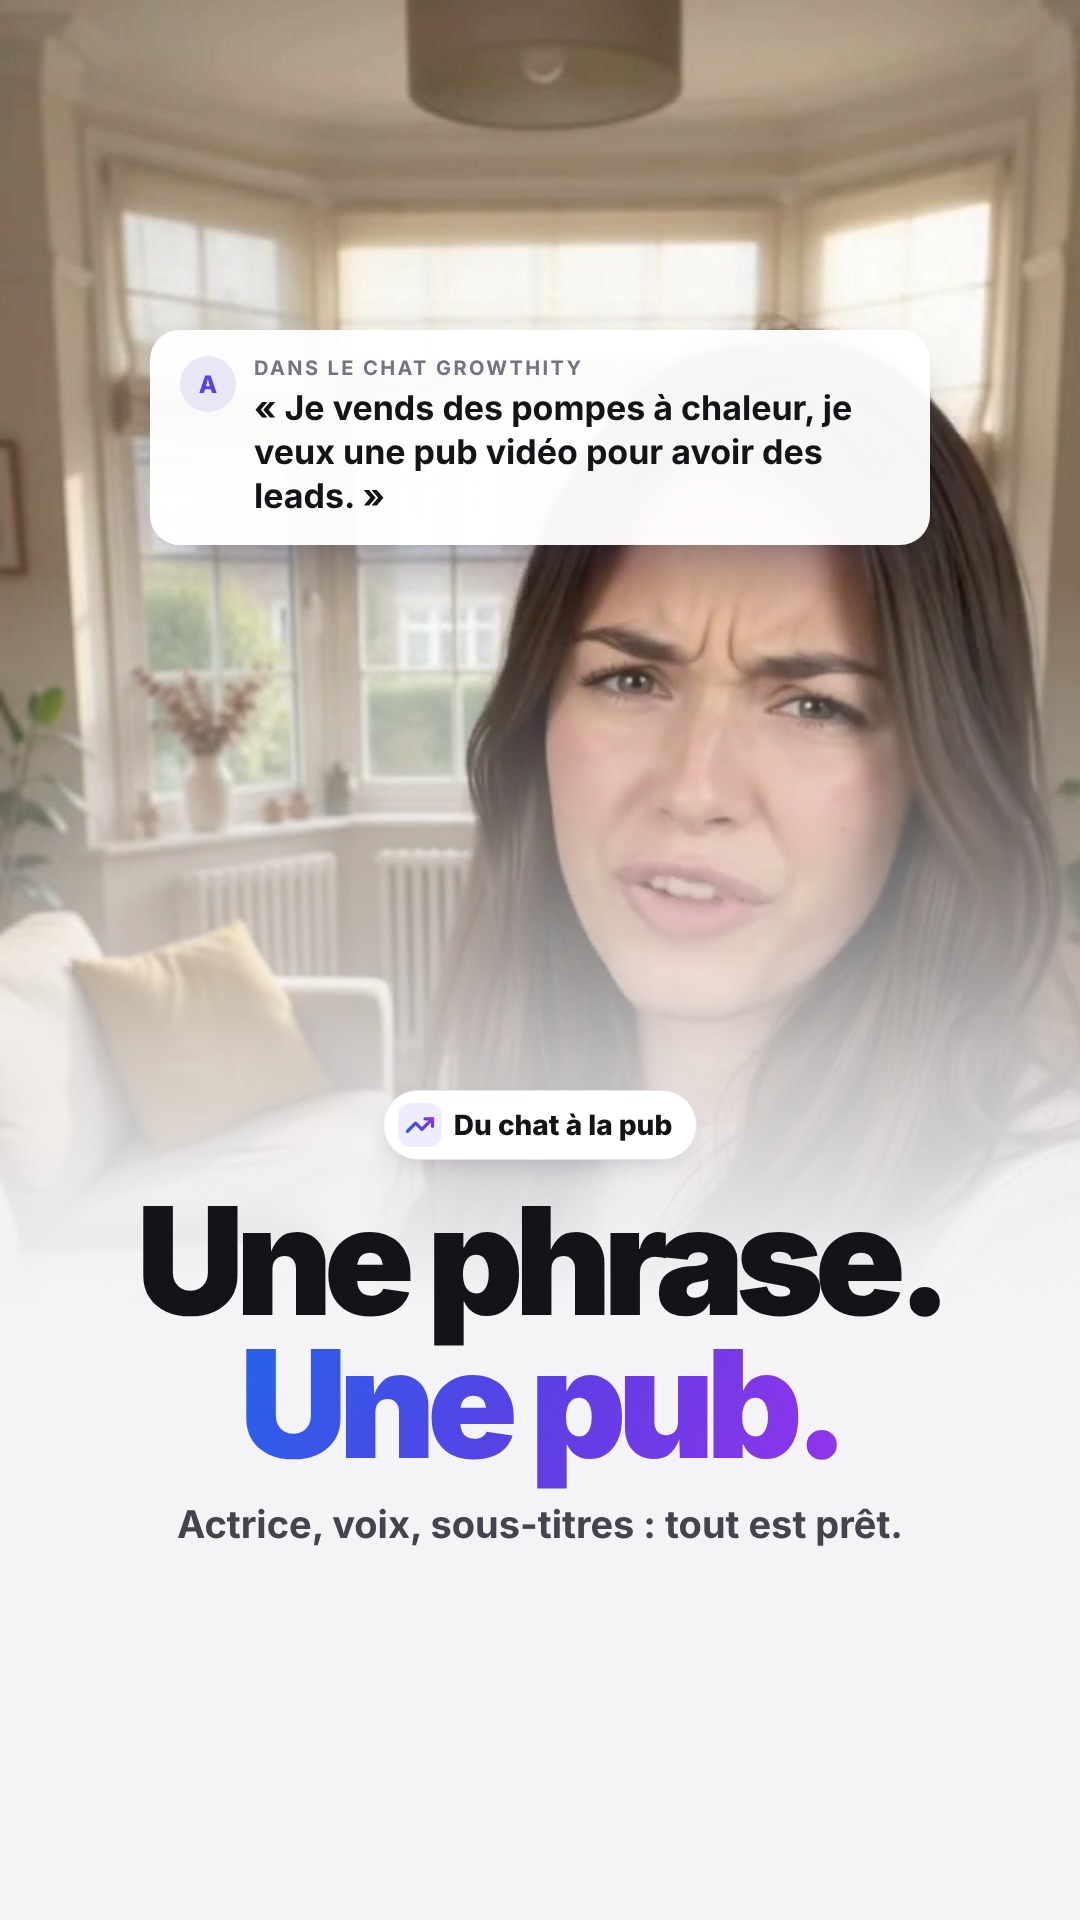 A
DANS LE CHAT GROWTHITY
« Je vends des pompes à chaleur, je
veux une pub vidéo pour avoir des
leads. »
Du chat à la pub
Une phrase.
Une pub.
Actrice, voix, sous-titres : tout est prêt.